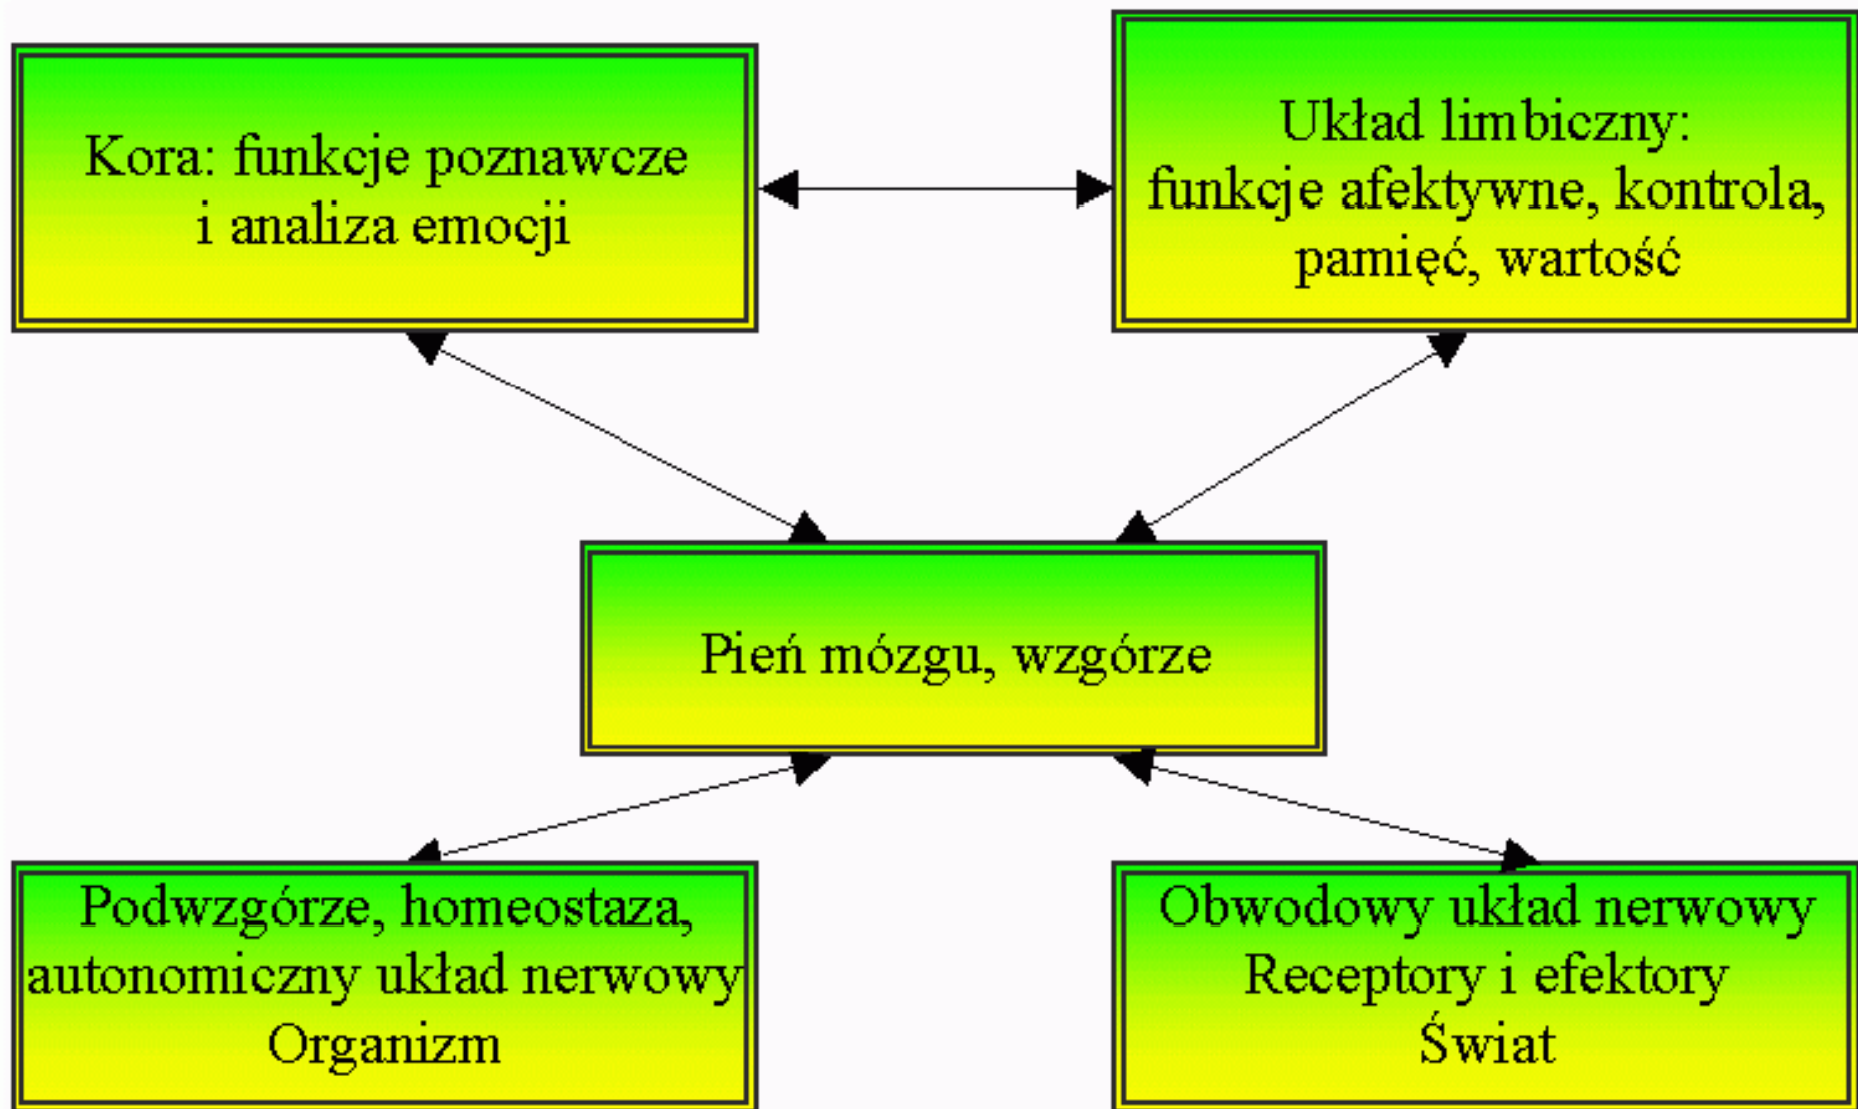 Kora: funkcje poznawcze
i analiza emocji
Układ limbiczny:
funkcje afektywne, kontrola,
pamięć, wartość
Pień mózgu, wzgórze
Podwzgórze, homeostaza,
autonomiczny układ nerwowy
Organizm
Obwodowy układ nerwowy
Receptory i efektory
Świat